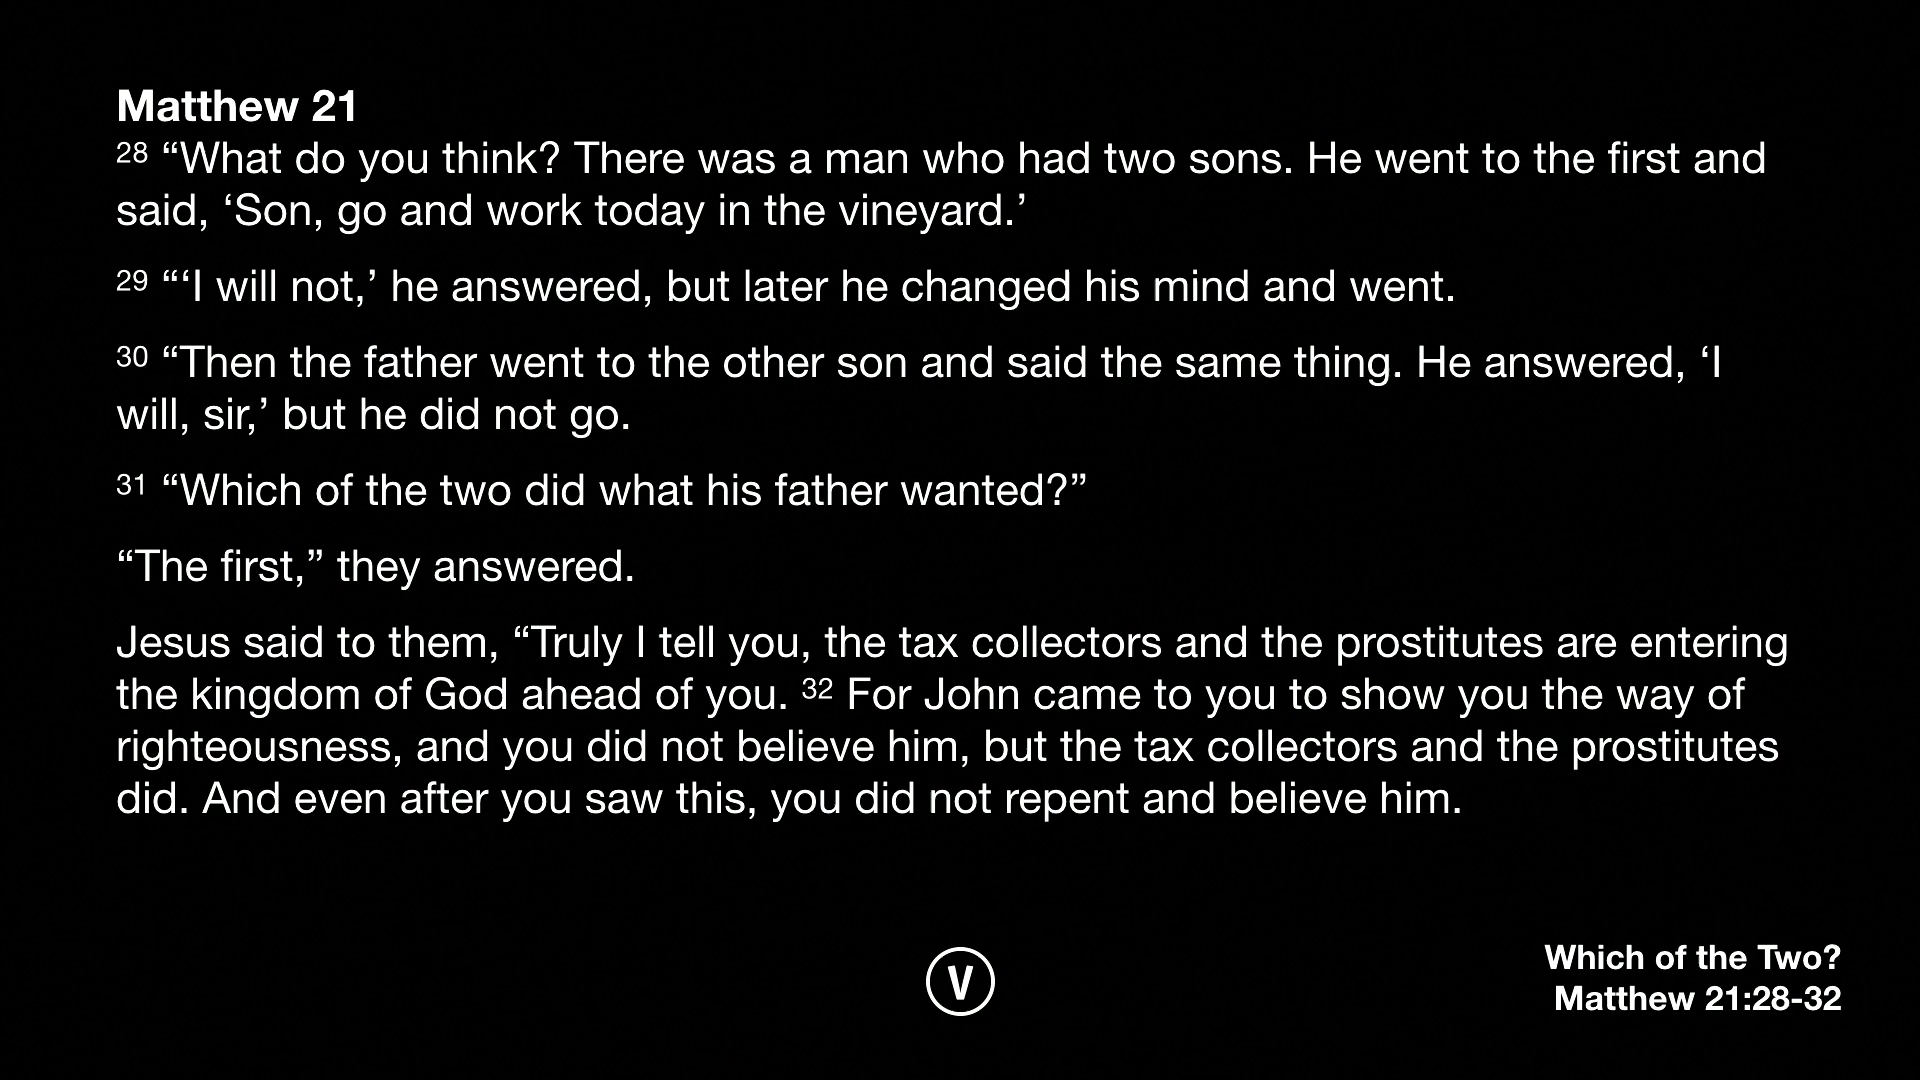 Matthew 21
28 “What do you think? There was a man who had two sons. He went to the first and
said, ‘Son, go and work today in the vineyard.’
29 “‘I will not,’ he answered, but later he changed his mind and went.
30 “Then the father went to the other son and said the same thing. He answered, ‘I
will, sir,’ but he did not go.
31 “Which of the two did what his father wanted?”
“The first,” they answered.
Jesus said to them, “Truly I tell you, the tax collectors and the prostitutes are entering
the kingdom of God ahead of you. 32 For John came to you to show you the way of
righteousness, and you did not believe him, but the tax collectors and the prostitutes
did. And even after you saw this, you did not repent and believe him.
V
Which of the Two?
Matthew 21:28-32